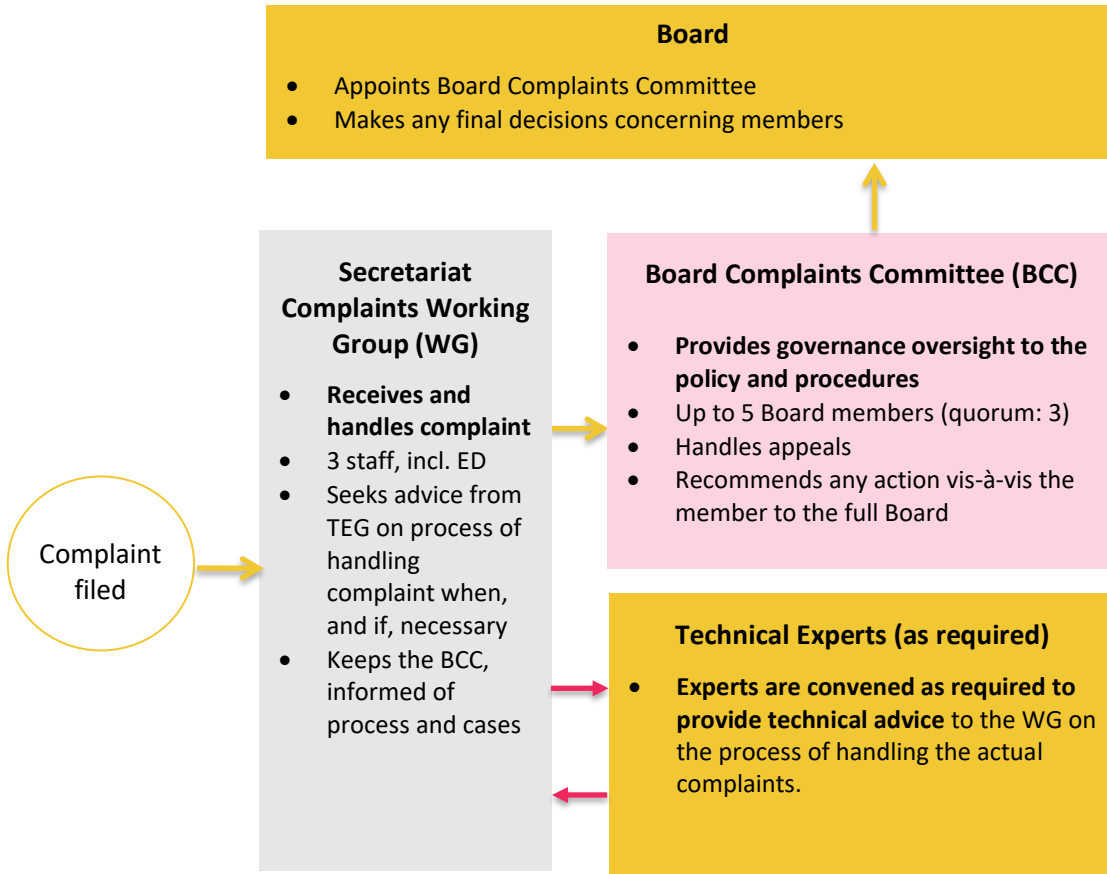 Board
• Appoints Board Complaints Committee
• Makes any final decisions concerning members
Complaint
filed
Secretariat
Complaints Working
Group (WG)
• Receives and
handles complaint
• 3 staff, incl. ED
• Seeks advice from
TEG on process of
handling
complaint when,
and if, necessary
• Keeps the BCC,
informed of
process and cases
Board Complaints Committee (BCC)
• Provides governance oversight to the
policy and procedures
• Up to 5 Board members (quorum: 3)
• Handles appeals
• Recommends any action vis-à-vis the
member to the full Board
Technical Experts (as required)
• Experts are convened as required to
provide technical advice to the WG on
the process of handling the actual
complaints.